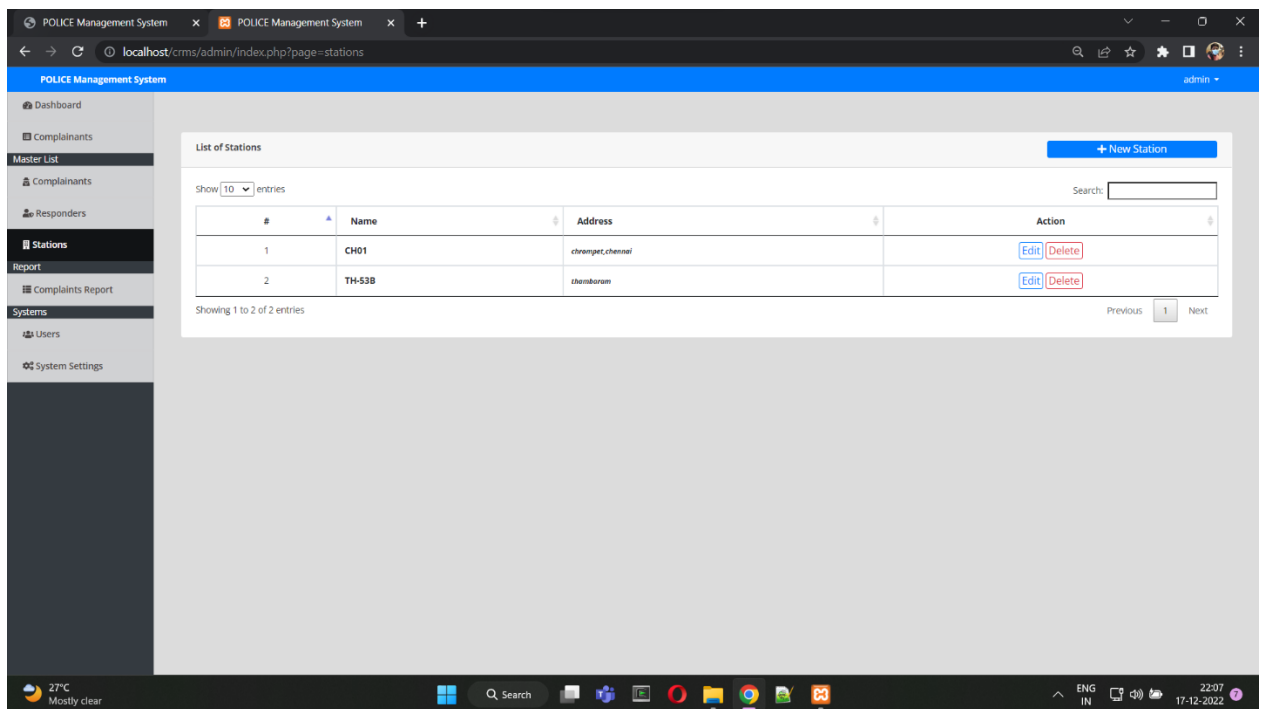 POLICE Management System
POLICE Management System
localhost/crms/admin/index.php?page=stations
POLICE Management System
admin
Dashboard
Complainants
Master List
Complainants
Responders
Stations
Report
Complaints Report
Systems
Users
System Settings
List of Stations
+ New Station
Show 10 entries
Search:
# Name Address Action
1 CH01 chrompet,chennai Edit Delete
2 TH-53B thambaram Edit Delete
Showing 1 to 2 of 2 entries
Previous 1 Next
27°C
Mostly clear
Search
ENG
IN
22:07
17-12-2022
7